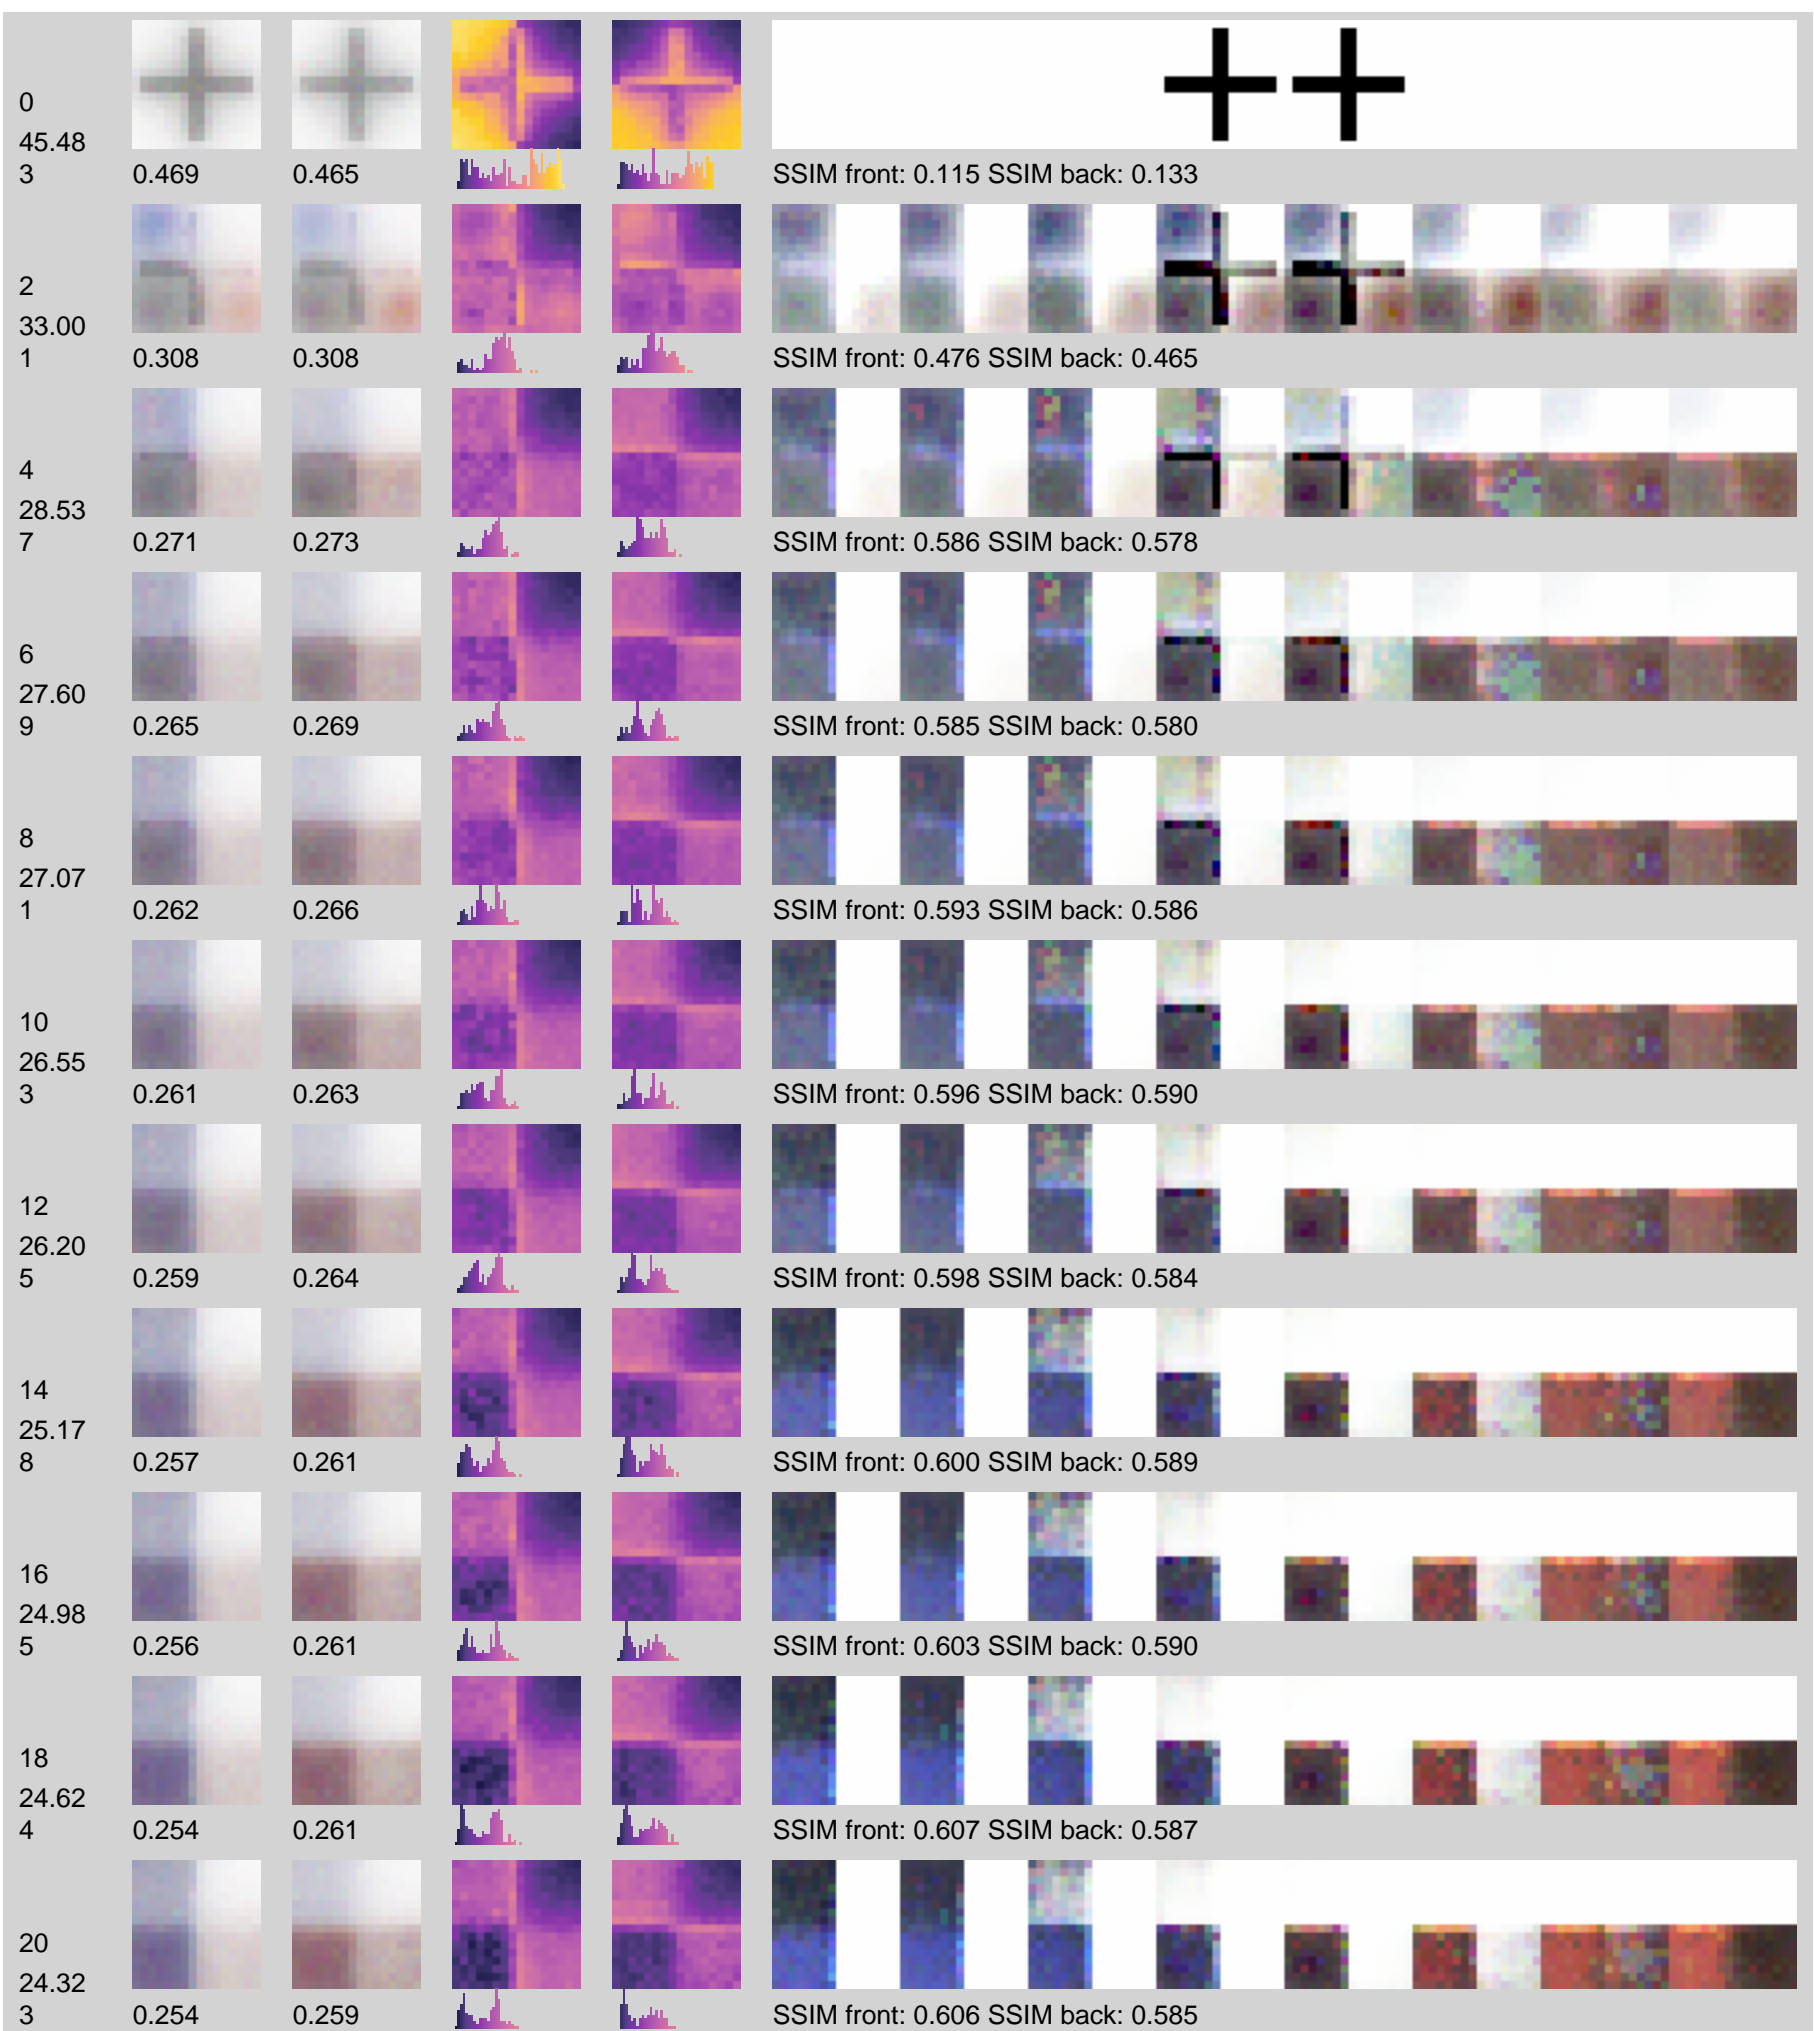 0
45.48
3 0.469 0.465 SSIM front: 0.115 SSIM back: 0.133
2
33.00
1 0.308 0.308 SSIM front: 0.476 SSIM back: 0.465
4
28.53
7 0.271 0.273 SSIM front: 0.586 SSIM back: 0.578
6
27.60
9 0.265 0.269 SSIM front: 0.585 SSIM back: 0.580
8
27.07
1 0.262 0.266 SSIM front: 0.593 SSIM back: 0.586
10
26.55
3 0.261 0.263 SSIM front: 0.596 SSIM back: 0.590
12
26.20
5 0.259 0.264 SSIM front: 0.598 SSIM back: 0.584
14
25.17
8 0.257 0.261 SSIM front: 0.600 SSIM back: 0.589
16
24.98
5 0.256 0.261 SSIM front: 0.603 SSIM back: 0.590
18
24.62
4 0.254 0.261 SSIM front: 0.607 SSIM back: 0.587
20
24.32
3 0.254 0.259 SSIM front: 0.606 SSIM back: 0.585